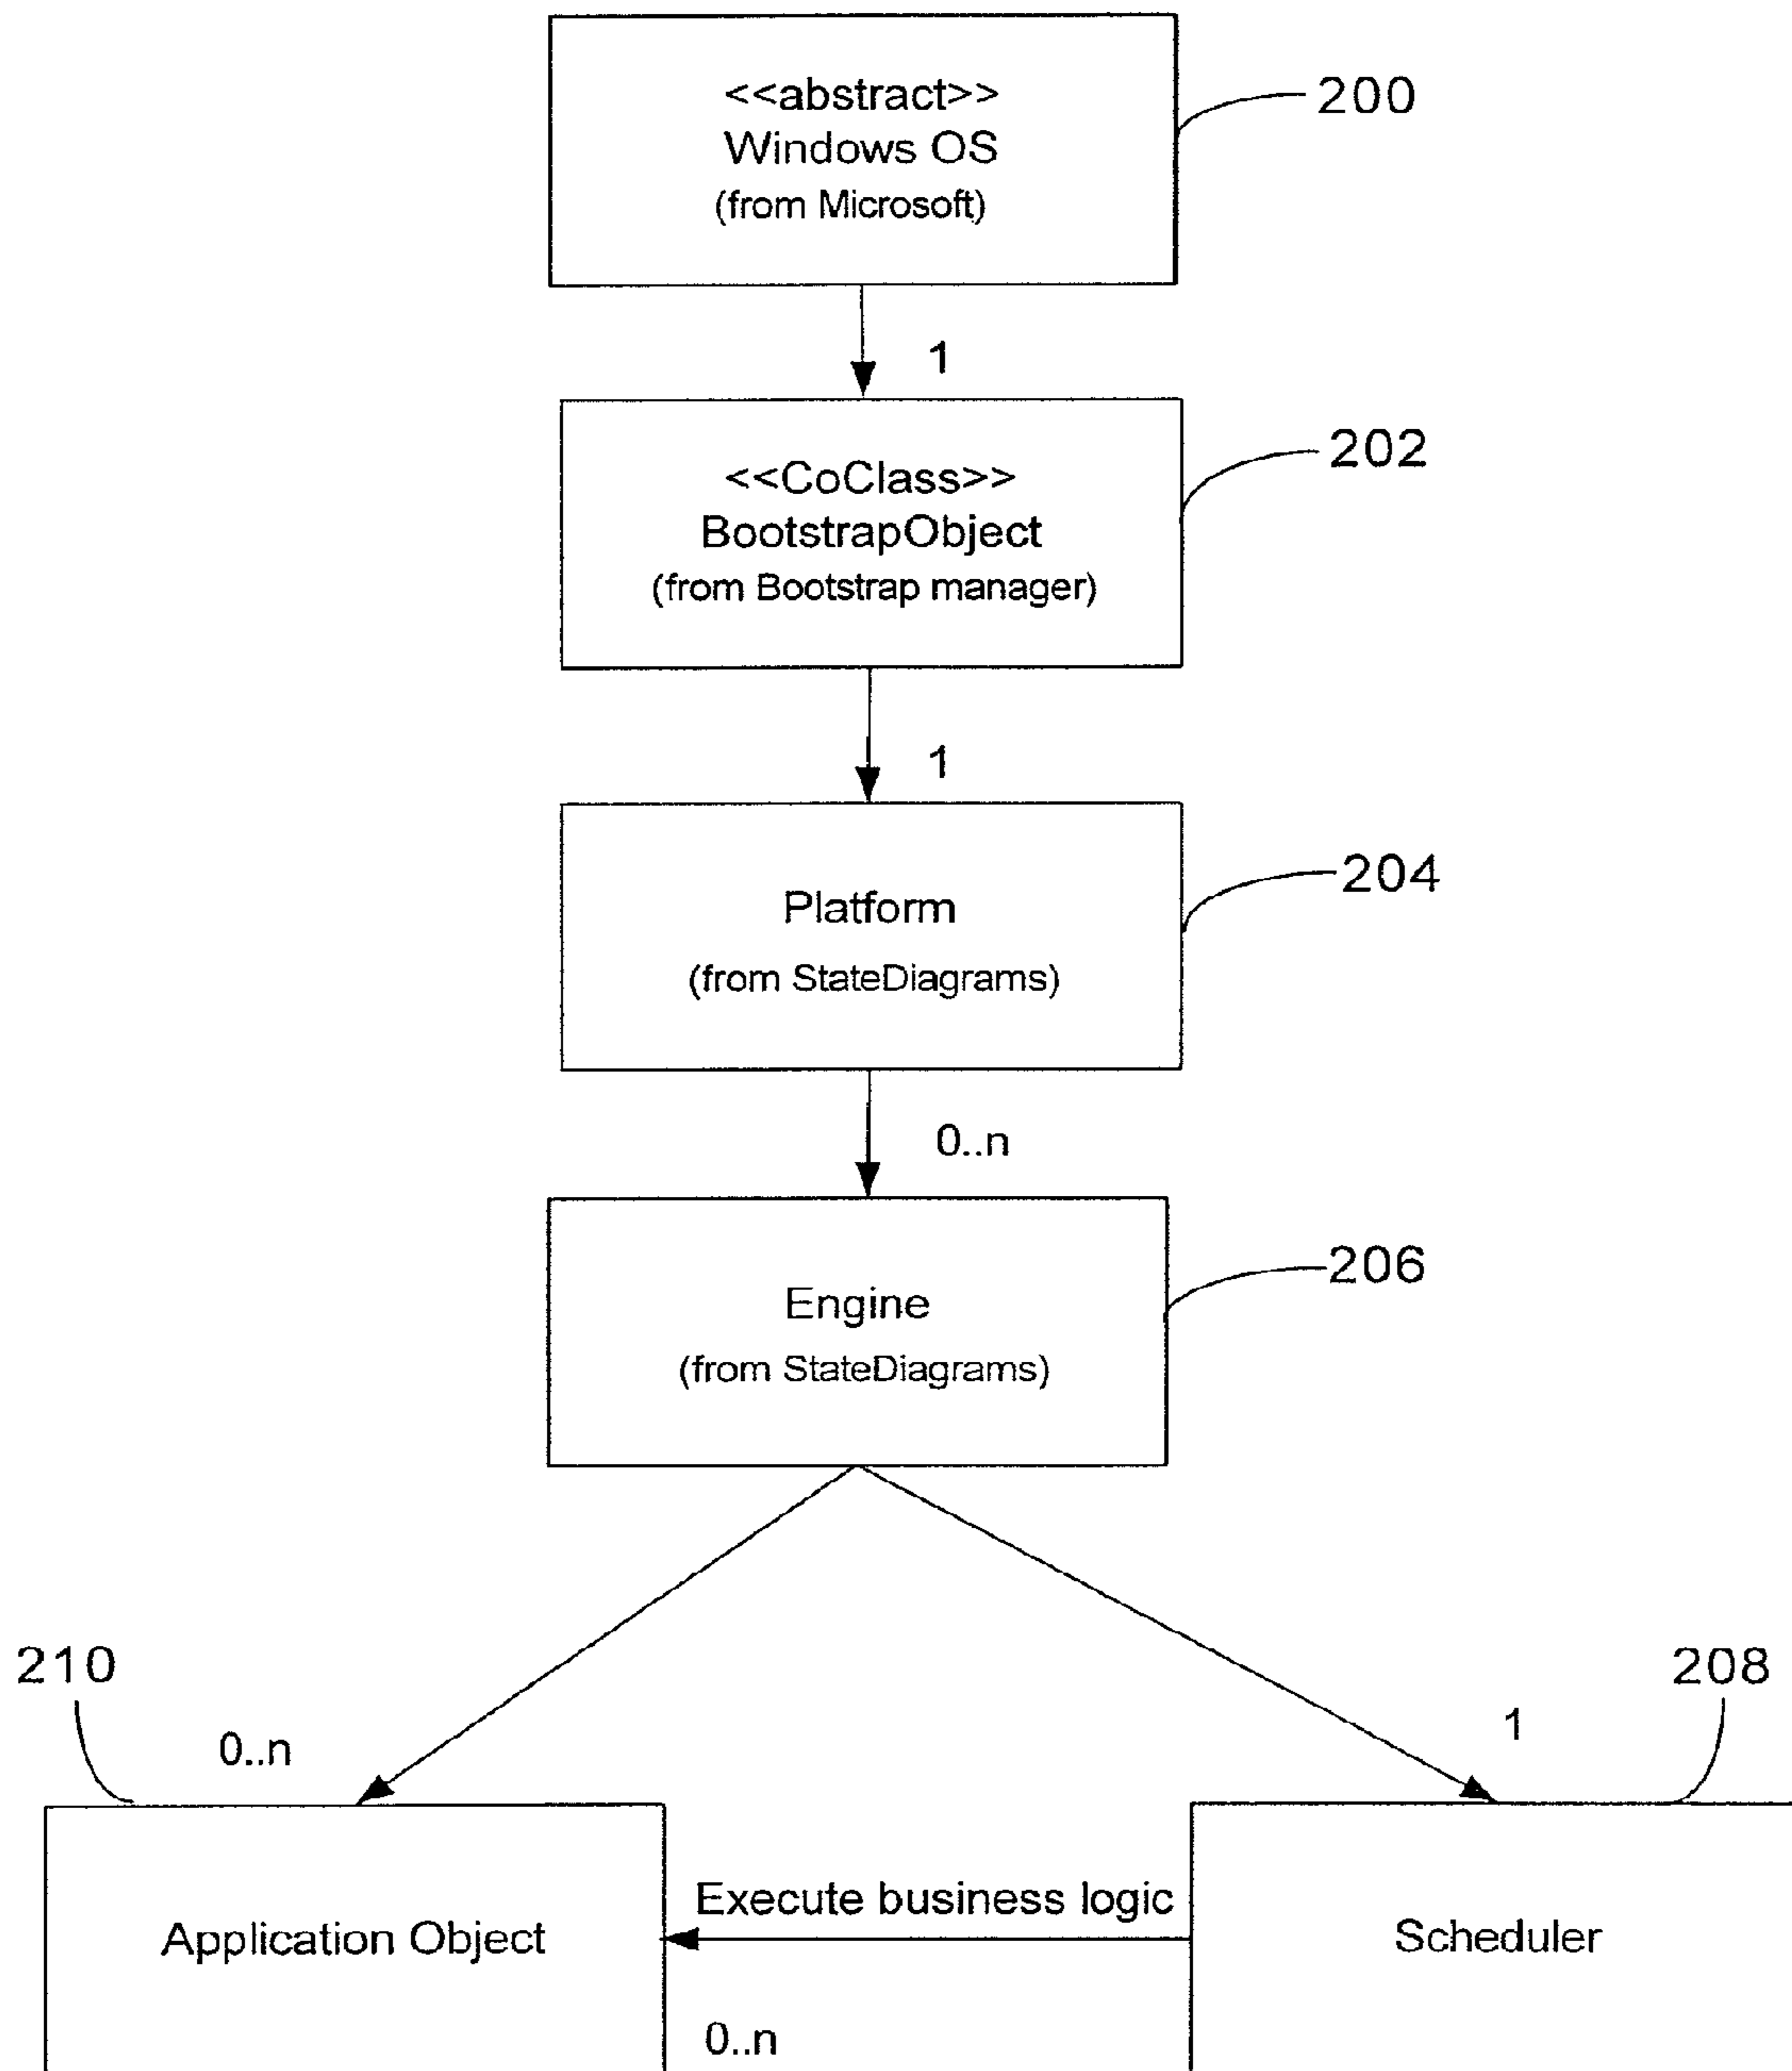 <<abstract>>
Windows OS
(from Microsoft)
200
1
<<CoClass>>
BootstrapObject
(from Bootstrap manager)
202
1
Platform
(from StateDiagrams)
204
0..n
Engine
(from StateDiagrams)
206
210
208
0..n
1
Application Object
Execute business logic
Scheduler
0..n